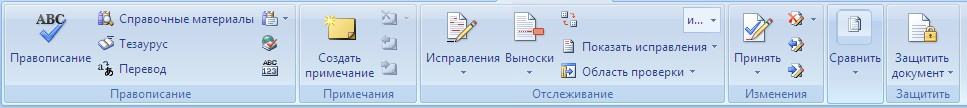 ABC
Правописание
Справочные материалы
Тезаурус
Перевод
ABC
123
Правописание
Создать
примечание
Примечания
Исправления
Выноски
и...
Показать исправления
Область проверки
Отслеживание
Принять
Изменения
Сравнить
Защитить
документ
Защитить